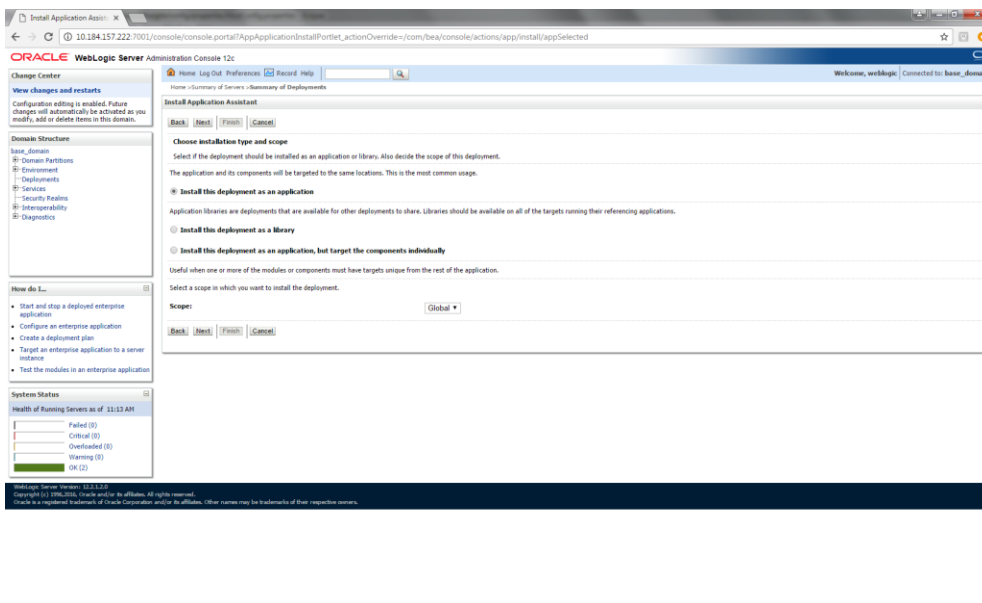 Install Application Assist
10.184.157.222:7001/console/console.portal?AppApplicationInstallPortlet_actionOverride=/com/bea/console/actions/app/install/appSelected
ORACLE WebLogic Server Administration Console 12c
Change Center
View changes and restarts
Configuration editing is enabled. Future
changes will automatically be activated as you
modify, add or delete items in this domain.
Domain Structure
base_domain
Domain Partitions
Environment
Deployments
Services
Security Realms
Interoperability
Diagnostics
How do I...
Start and stop a deployed enterprise
application
Configure an enterprise application
Create a deployment plan
Target an enterprise application to a server
instance
Test the modules in an enterprise application
System Status
Health of Running Servers as of 11:13 AM
Failed (0)
Critical (0)
Overloaded (0)
Warning (0)
OK (2)
Home Log Out Preferences Record Help
Welcome, weblogic Connected to: base_doma
Home >Summary of Servers >Summary of Deployments
Install Application Assistant
Back Next Finish Cancel
Choose installation type and scope
Select if the deployment should be installed as an application or library. Also decide the scope of this deployment.
The application and its components will be targeted to the same locations. This is the most common usage.
Install this deployment as an application
Application libraries are deployments that are available for other deployments to share. Libraries should be available on all of the targets running their referencing applications.
Install this deployment as a library
Install this deployment as an application, but target the components individually
Useful when one or more of the modules or components must have targets unique from the rest of the application.
Select a scope in which you want to install the deployment.
Scope: Global
Back Next Finish Cancel
WebLogic Server Version: 12.2.1.2.0
Copyright (c) 1996,2016, Oracle and/or its affiliates. All rights reserved.
Oracle is a registered trademark of Oracle Corporation and/or its affiliates. Other names may be trademarks of their respective owners.